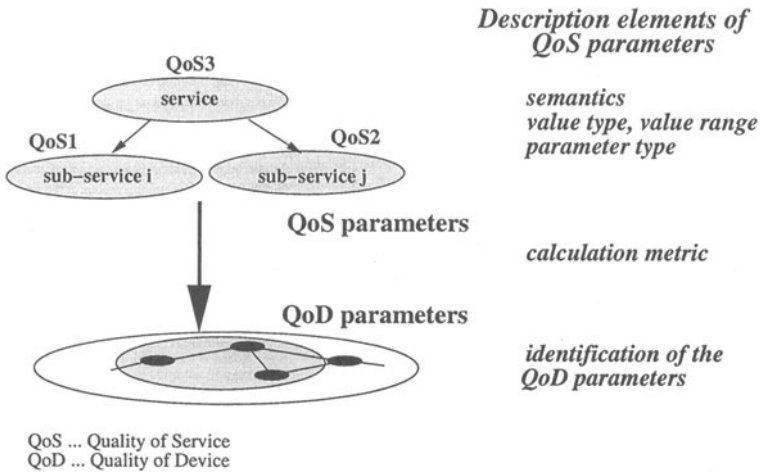 Description elements of
QoS parameters
QoS3
service
semantics
value type, value range
parameter type
QoS1
QoS2
sub-service i
sub-service j
QoS parameters
calculation metric
QoD parameters
identification of the
QoD parameters
QoS ... Quality of Service
QoD ... Quality of Device